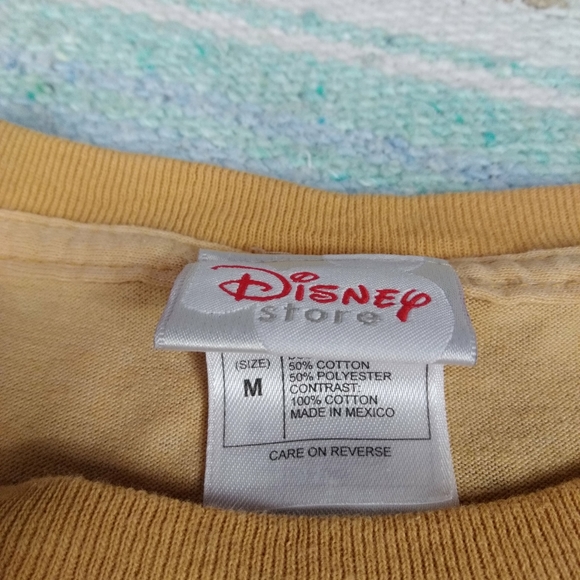 Disney
store
(SIZE)
M
50% COTTON
50% POLYESTER
CONTRAST:
100% COTTON
MADE IN MEXICO
CARE ON REVERSE